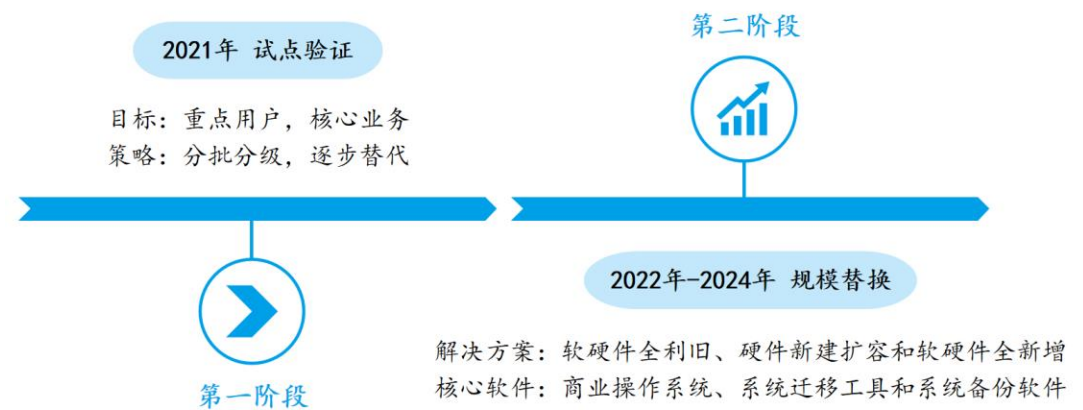 2021年 试点验证
目标：重点用户，核心业务
策略：分批分级，逐步替代
第一阶段
第二阶段
2022年-2024年 规模替换
解决方案：软硬件全利旧、硬件新建扩容和软硬件全新增
核心软件：商业操作系统、系统迁移工具和系统备份软件